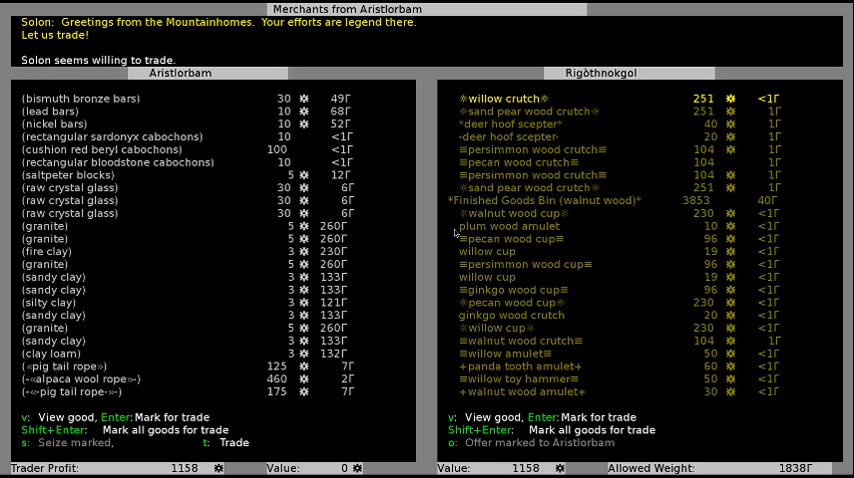 Merchants from Aristlorbam
Solon: Greetings from the Mountainhomes. Your efforts are legend there.
Let us trade!
Solon seems willing to trade.
Aristlorbam
(bismuth bronze bars) 30 ☼ 49Γ
(lead bars) 10 ☼ 68Γ
(nickel bars) 10 ☼ 52Γ
(rectangular sardonyx cabochons) 10 <1Γ
(cushion red beryl cabochons) 100 <1Γ
(rectangular bloodstone cabochons) 10 <1Γ
(saltpeter blocks) 5 ☼ 12Γ
(raw crystal glass) 30 ☼ 6Γ
(raw crystal glass) 30 ☼ 6Γ
(raw crystal glass) 30 ☼ 6Γ
(granite) 5 ☼ 260Γ
(granite) 5 ☼ 260Γ
(fire clay) 3 ☼ 230Γ
(granite) 5 ☼ 260Γ
(sandy clay) 3 ☼ 133Γ
(sandy clay) 3 ☼ 133Γ
(silty clay) 3 ☼ 121Γ
(sandy clay) 3 ☼ 133Γ
(granite) 5 ☼ 260Γ
(sandy clay) 3 ☼ 133Γ
(clay loam) 3 ☼ 132Γ
(«pig tail rope») 125 ☼ 7Γ
(-«alpaca wool rope»-) 460 ☼ 2Γ
(-«-pig tail rope-»-) 175 ☼ 7Γ
v: View good, Enter: Mark for trade
Shift+Enter: Mark all goods for trade
s: Seize marked, t: Trade
Trader Profit: 1158 ☼ Value: 0 ☼
Rigòthnokgol
☼willow crutch☼ 251 ☼ <1Γ
☼sand pear wood crutch☼ 251 ☼ 1Γ
*deer hoof scepter* 40 ☼ 1Γ
-deer hoof scepter- 20 ☼ 1Γ
≡persimmon wood crutch≡ 104 ☼ 1Γ
≡pecan wood crutch≡ 104 1Γ
≡persimmon wood crutch≡ 104 ☼ 1Γ
☼sand pear wood crutch☼ 251 ☼ 1Γ
*Finished Goods Bin (walnut wood)* 3853 40Γ
☼walnut wood cup☼ 230 ☼ <1Γ
plum wood amulet 10 ☼ <1Γ
≡pecan wood cup≡ 96 ☼ <1Γ
willow cup 19 ☼ <1Γ
≡persimmon wood cup≡ 96 ☼ <1Γ
willow cup 19 ☼ <1Γ
≡ginkgo wood cup≡ 96 ☼ <1Γ
☼pecan wood cup☼ 230 ☼ <1Γ
ginkgo wood crutch 20 ☼ <1Γ
☼willow cup☼ 230 ☼ <1Γ
≡walnut wood crutch≡ 104 ☼ 1Γ
≡willow amulet≡ 50 ☼ <1Γ
+panda tooth amulet+ 60 ☼ <1Γ
≡willow toy hammer≡ 50 ☼ <1Γ
+walnut wood amulet+ 30 ☼ <1Γ
v: View good, Enter: Mark for trade
Shift+Enter: Mark all goods for trade
o: Offer marked to Aristlorbam
Value: 1158 ☼ Allowed Weight: 1838Γ